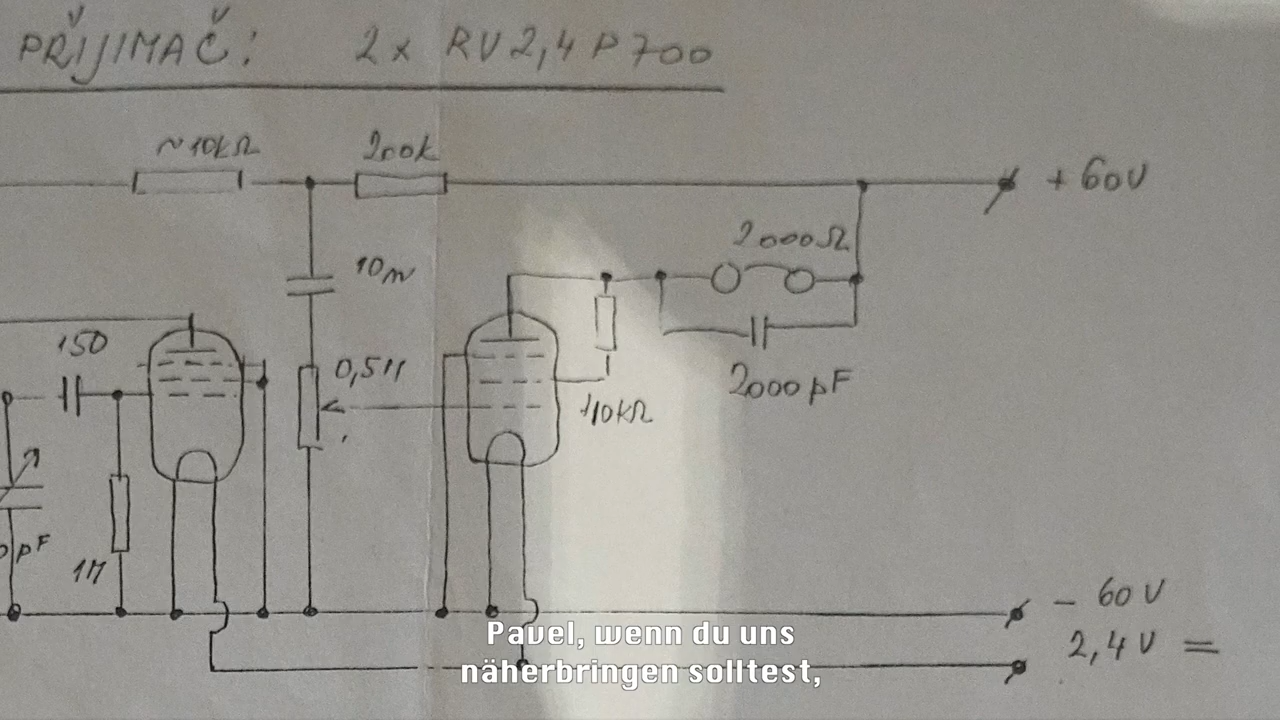 PŘIJIMAČ: 2x RV2,4P700
~10kΩ
200k
+60V
2000Ω
10n
150
0,5M
2000pF
10kΩ
pF
1M
- 60V
2,4V =
Pavel, wenn du uns
näherbringen solltest,